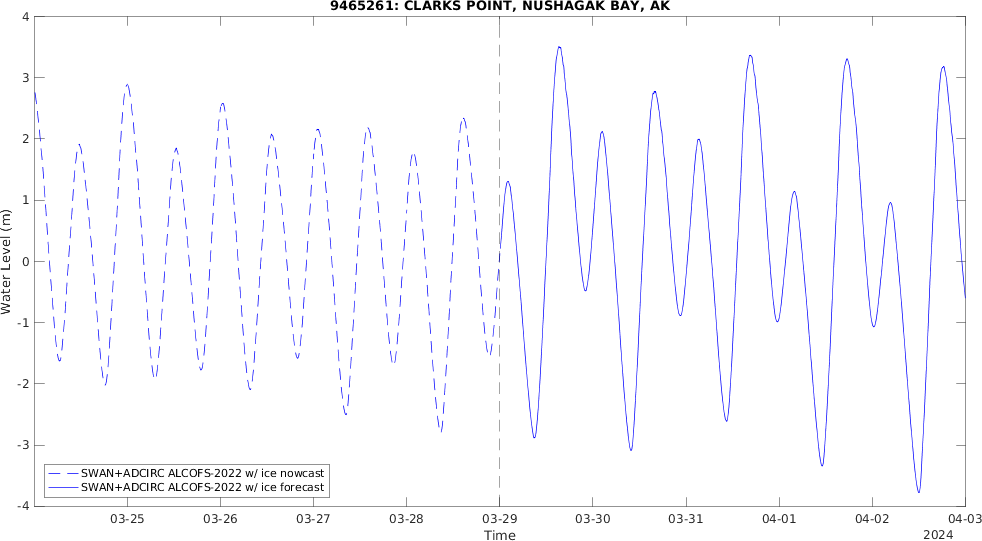 9465261: CLARKS POINT, NUSHAGAK BAY, AK
4
3
2
1
0
-1
-2
-3
-4
Water Level (m)
SWAN+ADCIRC ALCOFS-2022 w/ ice nowcast
SWAN+ADCIRC ALCOFS-2022 w/ ice forecast
03-25 03-26 03-27 03-28 03-29 03-30 03-31 04-01 04-02 04-03
Time
2024